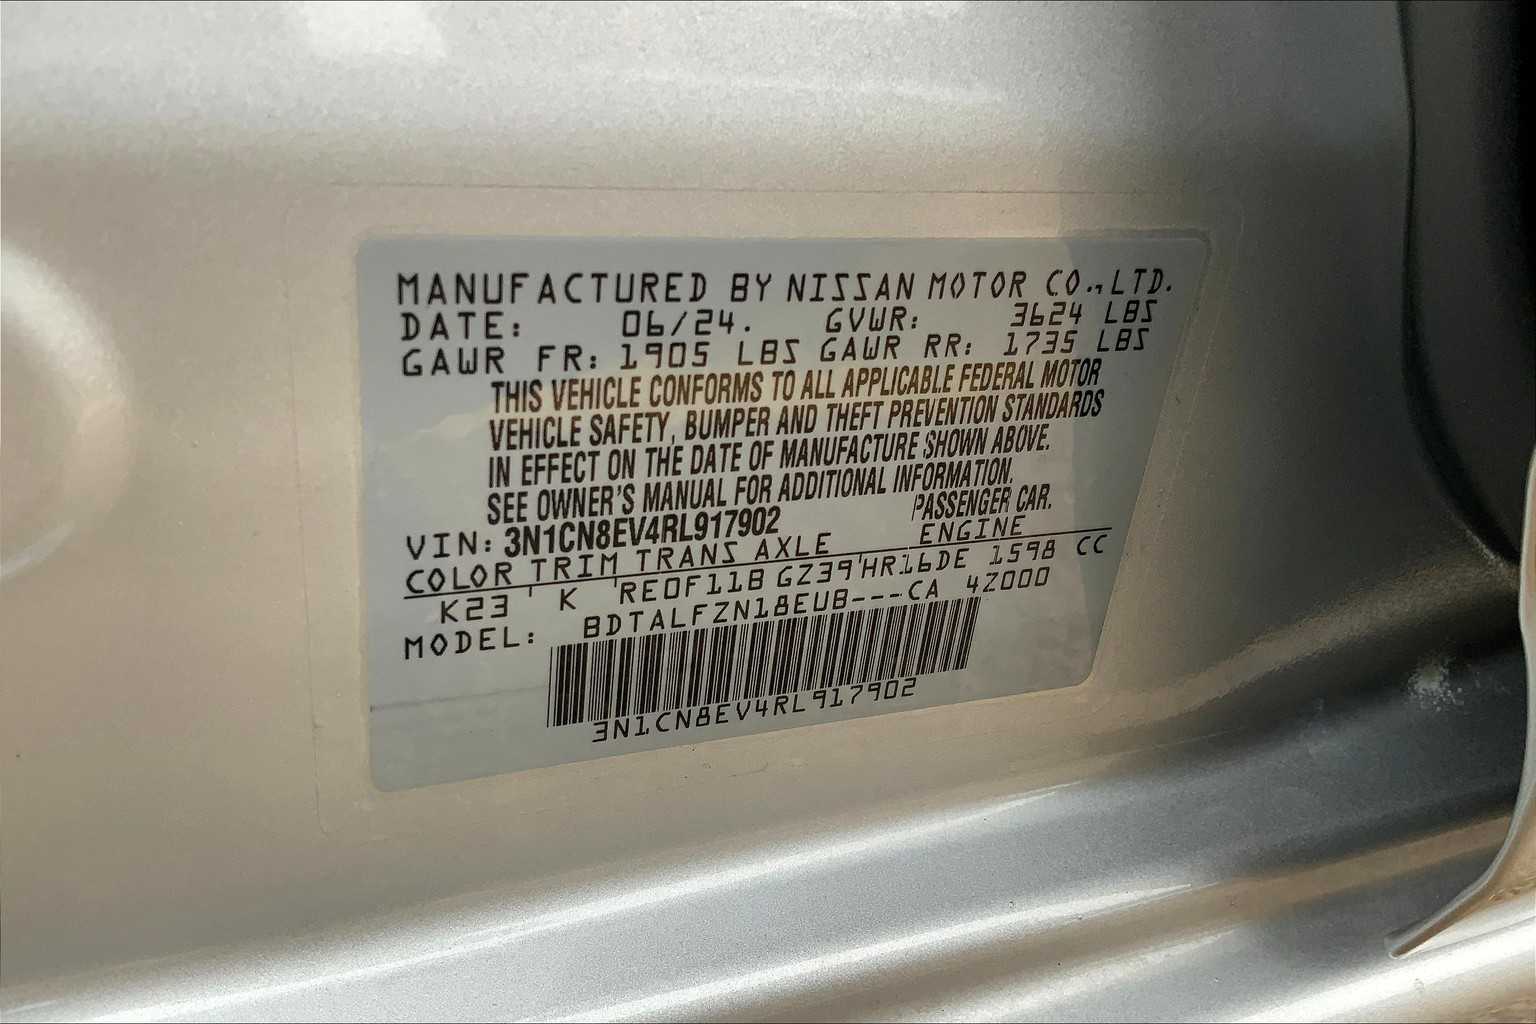 MANUFACTURED BY NISSAN MOTOR CO., LTD.
DATE: 06/24. GVWR: 3624 LBS
GAWR FR: 1905 LBS GAWR RR: 1735 LBS
THIS VEHICLE CONFORMS TO ALL APPLICABLE FEDERAL MOTOR
VEHICLE SAFETY, BUMPER AND THEFT PREVENTION STANDARDS
IN EFFECT ON THE DATE OF MANUFACTURE SHOWN ABOVE.
SEE OWNER'S MANUAL FOR ADDITIONAL INFORMATION.
VIN: 3N1CN8EV4RL917902 PASSENGER CAR.
COLOR TRIM TRANS AXLE ENGINE
K23 K RE0F11B GZ39 HR16DE 1598 CC
MODEL: BDTALFZN18EUB---CA 4Z000
3N1CN8EV4RL917902